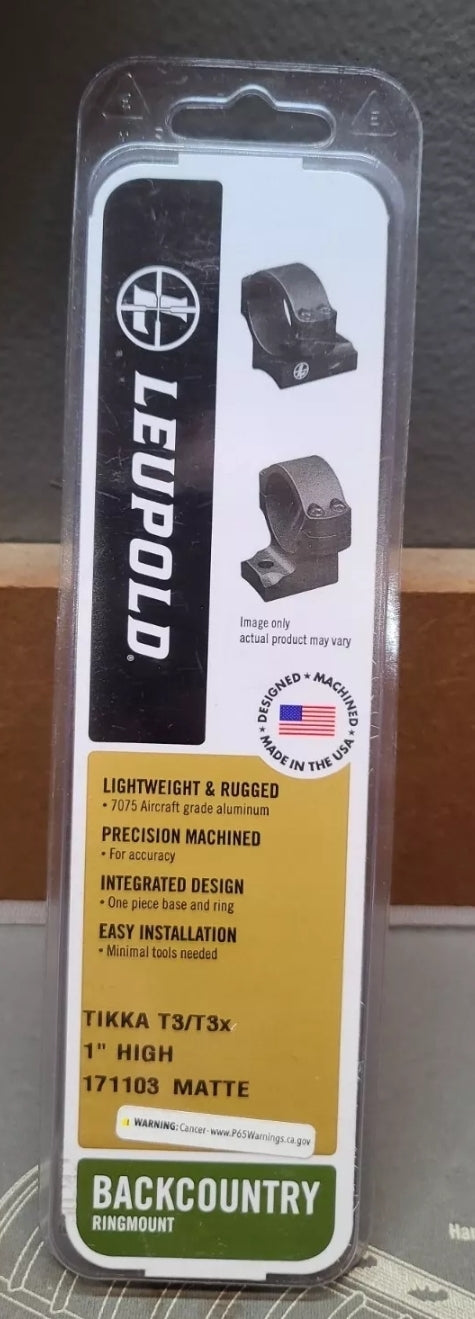 LEUPOLD®
Image only
actual product may vary
DESIGNED ★ MACHINED ★ MADE IN THE USA ★
LIGHTWEIGHT & RUGGED
• 7075 Aircraft grade aluminum
PRECISION MACHINED
• For accuracy
INTEGRATED DESIGN
• One piece base and ring
EASY INSTALLATION
• Minimal tools needed
TIKKA T3/T3x
1" HIGH
171103 MATTE
WARNING: Cancer-www.P65Warnings.ca.gov
BACKCOUNTRY
RINGMOUNT